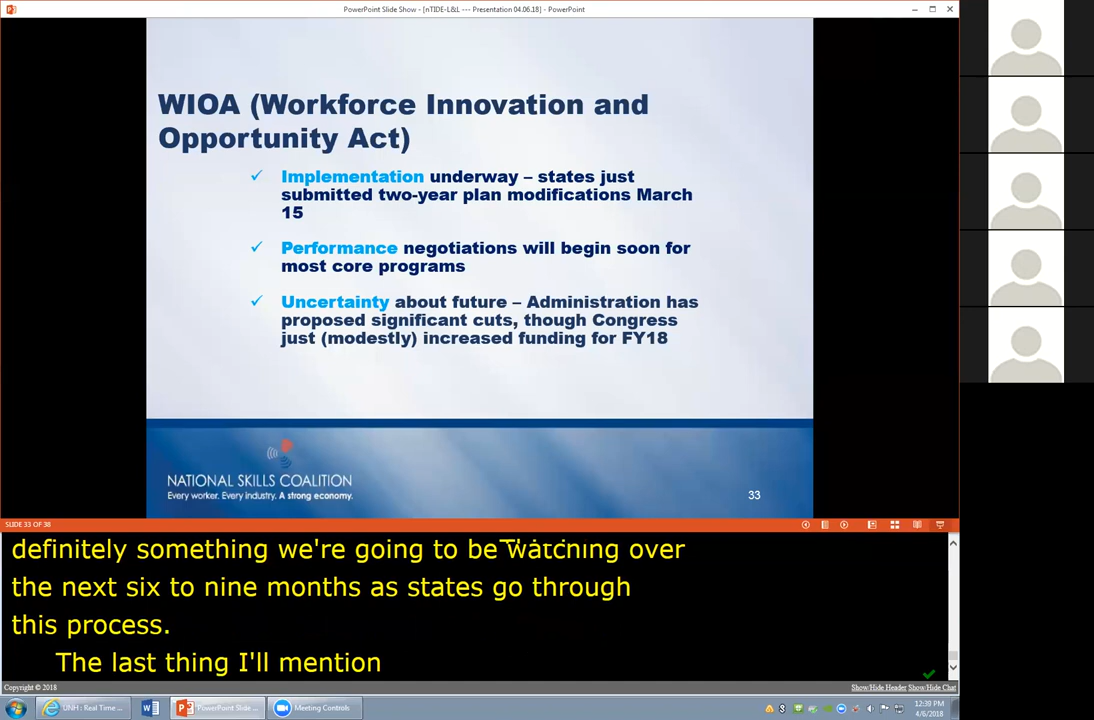 PowerPoint Slide Show - [nTIDE-L&L --- Presentation 04.06.18] - PowerPoint
WIOA (Workforce Innovation and
Opportunity Act)
✓ Implementation underway – states just
submitted two-year plan modifications March
15
✓ Performance negotiations will begin soon for
most core programs
✓ Uncertainty about future – Administration has
proposed significant cuts, though Congress
just (modestly) increased funding for FY18
NATIONAL SKILLS COALITION
Every worker. Every industry. A strong economy.
33
SLIDE 33 OF 38
definitely something we're going to be watching over
the next six to nine months as states go through
this process.
The last thing I'll mention
Copyright © 2018
Show/Hide Header Show/Hide Chat
UNH : Real Time ...
PowerPoint Slide ...
Meeting Controls
12:39 PM
4/6/2018